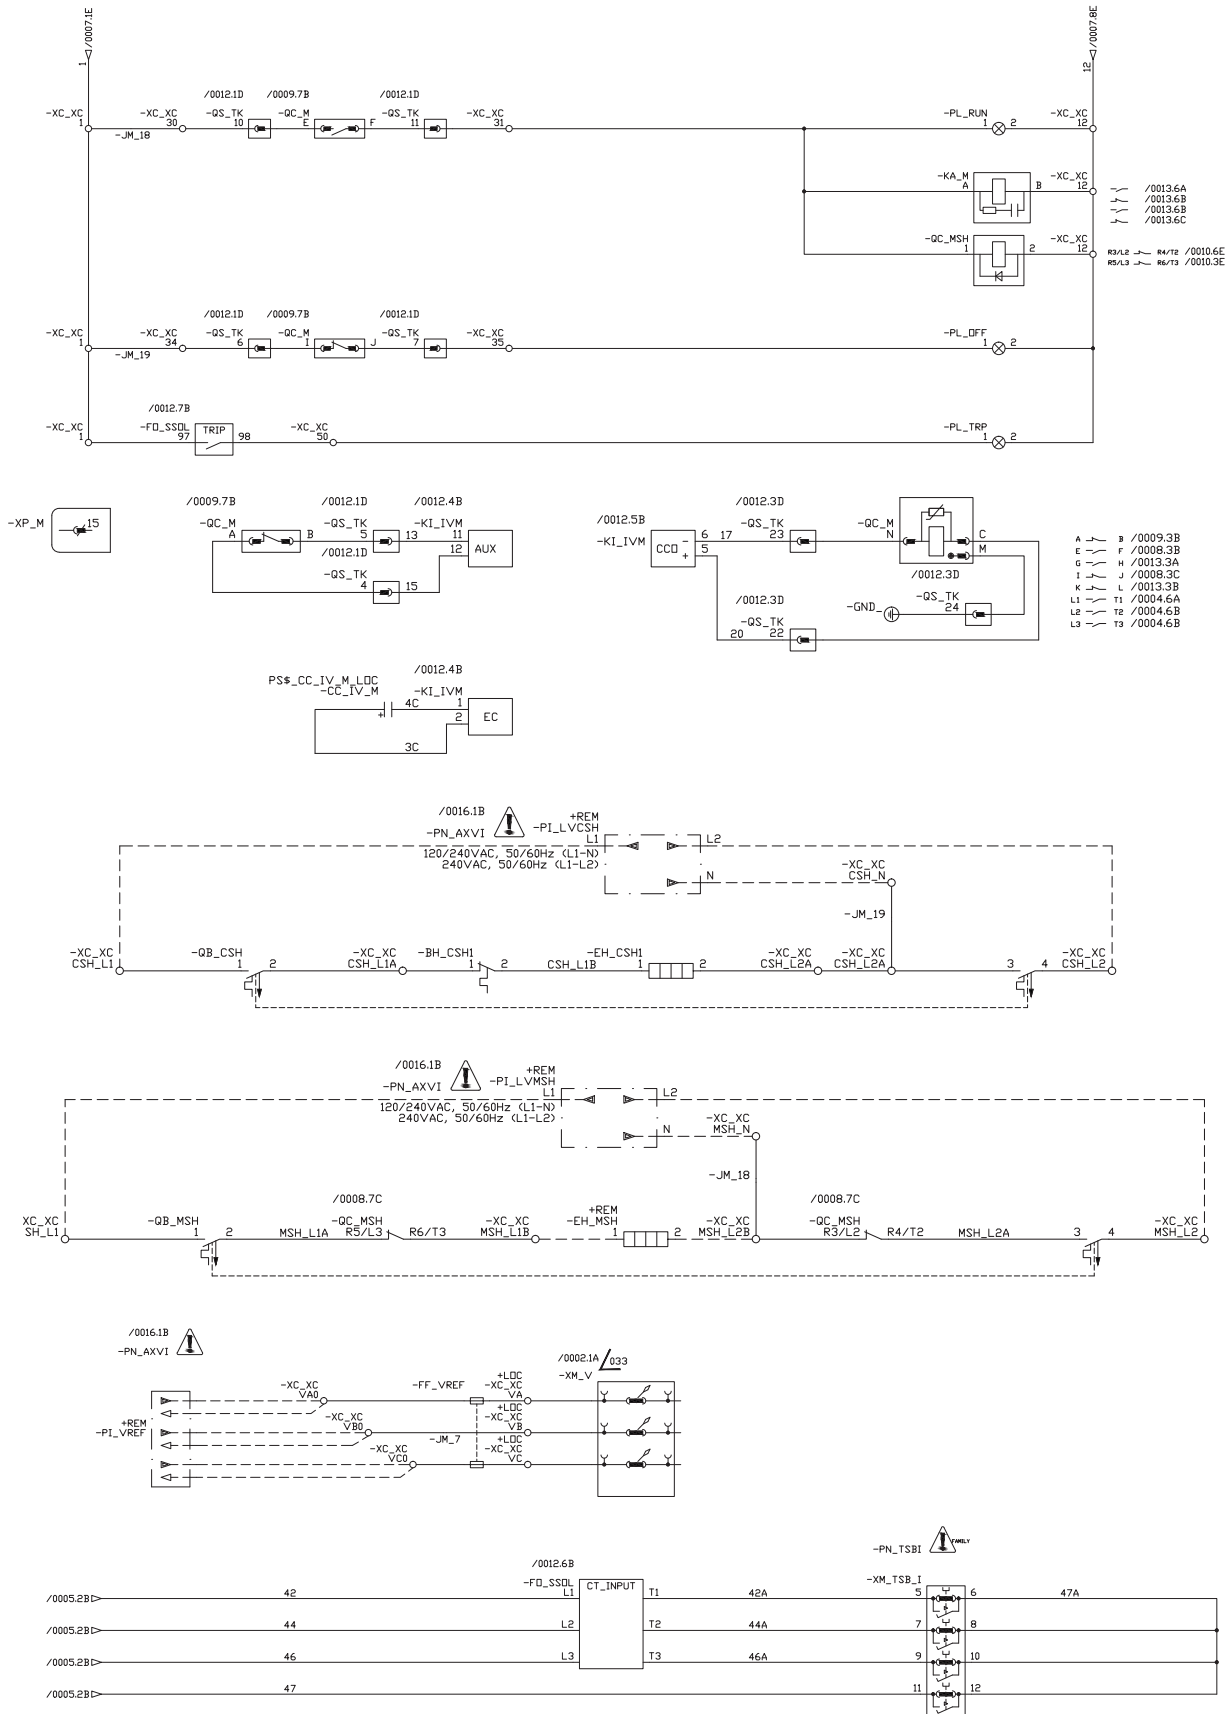 /0007.1E
/0007.8E
1
12
/0012.1D /0009.7B /0012.1D
-XC_XC -XC_XC -QS_TK -QC_M -QS_TK -XC_XC -PL_RUN -XC_XC
1 30 10 E F 11 31 1 2 12
-JM_18
-KA_M -XC_XC
A B 12
/0013.6A
/0013.6B
/0013.6B
/0013.6C
-QC_MSH -XC_XC
1 2 12
R3/L2 R4/T2 /0010.6E
R5/L3 R6/T3 /0010.3E
/0012.1D /0009.7B /0012.1D
-XC_XC -XC_XC -QS_TK -QC_M -QS_TK -XC_XC -PL_OFF
1 34 6 I J 7 35 1 2
-JM_19
/0012.7B
-XC_XC -FO_SSOL TRIP -XC_XC -PL_TRP
1 97 98 50 1 2
-XP_M 15
/0009.7B /0012.1D /0012.4B
-QC_M -QS_TK -KI_IVM
A B 5 13 11
12 AUX
/0012.1D
-QS_TK
4 15
/0012.3D
/0012.5B -QS_TK -QC_M
-KI_IVM CCO - 6 17 23 N C
+ 5 M
/0012.3D
-QS_TK
-GND_ 24
/0012.3D
-QS_TK
20 22
A B /0009.3B
E F /0008.3B
G H /0013.3A
I J /0008.3C
K L /0013.3B
L1 T1 /0004.6A
L2 T2 /0004.6B
L3 T3 /0004.6B
/0012.4B
PS$_CC_IV_M_LOC
-CC_IV_M -KI_IVM
+ 4C 1
2 EC
3C
/0016.1B
-PN_AXVI
+REM
-PI_LVCSH
L1 L2
120/240VAC, 50/60Hz (L1-N)
240VAC, 50/60Hz (L1-L2)
N
-XC_XC
CSH_N
-JM_19
-XC_XC -QB_CSH -XC_XC -BH_CSH1 -EH_CSH1 -XC_XC -XC_XC -XC_XC
CSH_L1 1 2 CSH_L1A 1 2 CSH_L1B 1 2 CSH_L2A CSH_L2A 3 4 CSH_L2
/0016.1B
-PN_AXVI
+REM
-PI_LVMSH
L1 L2
120/240VAC, 50/60Hz (L1-N)
240VAC, 50/60Hz (L1-L2)
N
-XC_XC
MSH_N
-JM_18
/0008.7C +REM /0008.7C
XC_XC -QB_MSH -QC_MSH -XC_XC -EH_MSH -XC_XC -QC_MSH -XC_XC
SH_L1 1 2 MSH_L1A R5/L3 R6/T3 MSH_L1B 1 2 MSH_L2B R3/L2 R4/T2 MSH_L2A 3 4 MSH_L2
/0016.1B
-PN_AXVI
/0002.1A 033
-XM_V
+REM
-PI_VREF
-XC_XC
VA0
-FF_VREF
+LOC
-XC_XC
VA
-XC_XC
VB0
+LOC
-XC_XC
VB
-JM_7
-XC_XC
VC0
+LOC
-XC_XC
VC
-PN_TSBI FAMILY
/0012.6B
-FO_SSOL CT_INPUT -XM_TSB_I
/0005.2B 42 L1 T1 42A 5 6 47A
/0005.2B 44 L2 T2 44A 7 8
/0005.2B 46 L3 T3 46A 9 10
/0005.2B 47 11 12